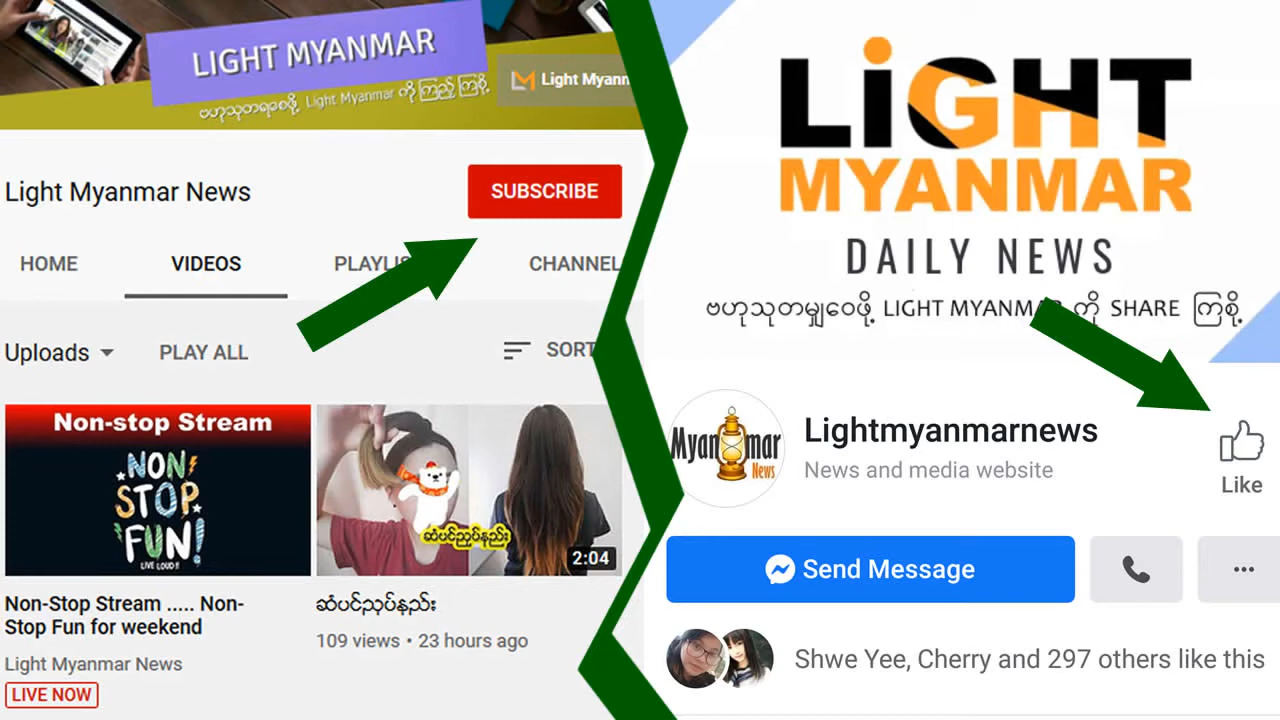 LIGHT MYANMAR
ဗဟုသုတရစေဖို့ Light Myanmar ကို ကြည့် ကြစို့
Light Myanm
Light Myanmar News
SUBSCRIBE
HOME
VIDEOS
PLAYLIS
CHANNEL
Uploads
PLAY ALL
SORT
Non-stop Stream
NON
STOP
FUN!
LIVE LOUD!!
ဆံပင်ညှပ်နည်း
2:04
Non-Stop Stream ..... Non-
Stop Fun for weekend
Light Myanmar News
LIVE NOW
ဆံပင်ညှပ်နည်း
109 views • 23 hours ago
LiGHT
MYANMAR
DAILY NEWS
ဗဟုသုတမျှဝေဖို့ LIGHT MYANMAR ကို SHARE ကြစို့
Myanmar
News
Lightmyanmarnews
News and media website
Like
Send Message
Shwe Yee, Cherry and 297 others like this